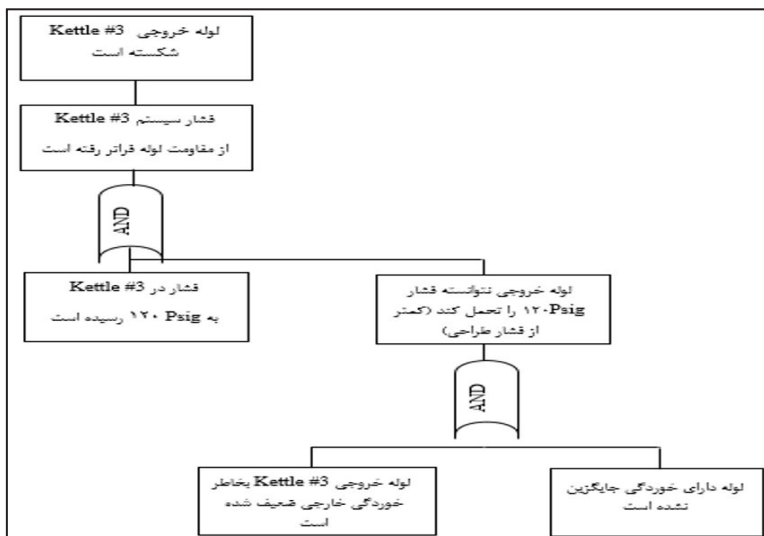 لوله خروجی Kettle #3
شکسته است
فشار سیستم Kettle #3
از مقاومت لوله فراتر رفته است
AND
فشار در Kettle #3
به ۱۲۰ Psig رسیده است
لوله خروجی نتوانسته فشار
۱۲۰Psig را تحمل کند (کمتر
از فشار طراحی)
AND
لوله خروجی Kettle #3 بخاطر
خوردگی خارجی ضعیف شده
است
لوله دارای خوردگی جایگزین
نشده است